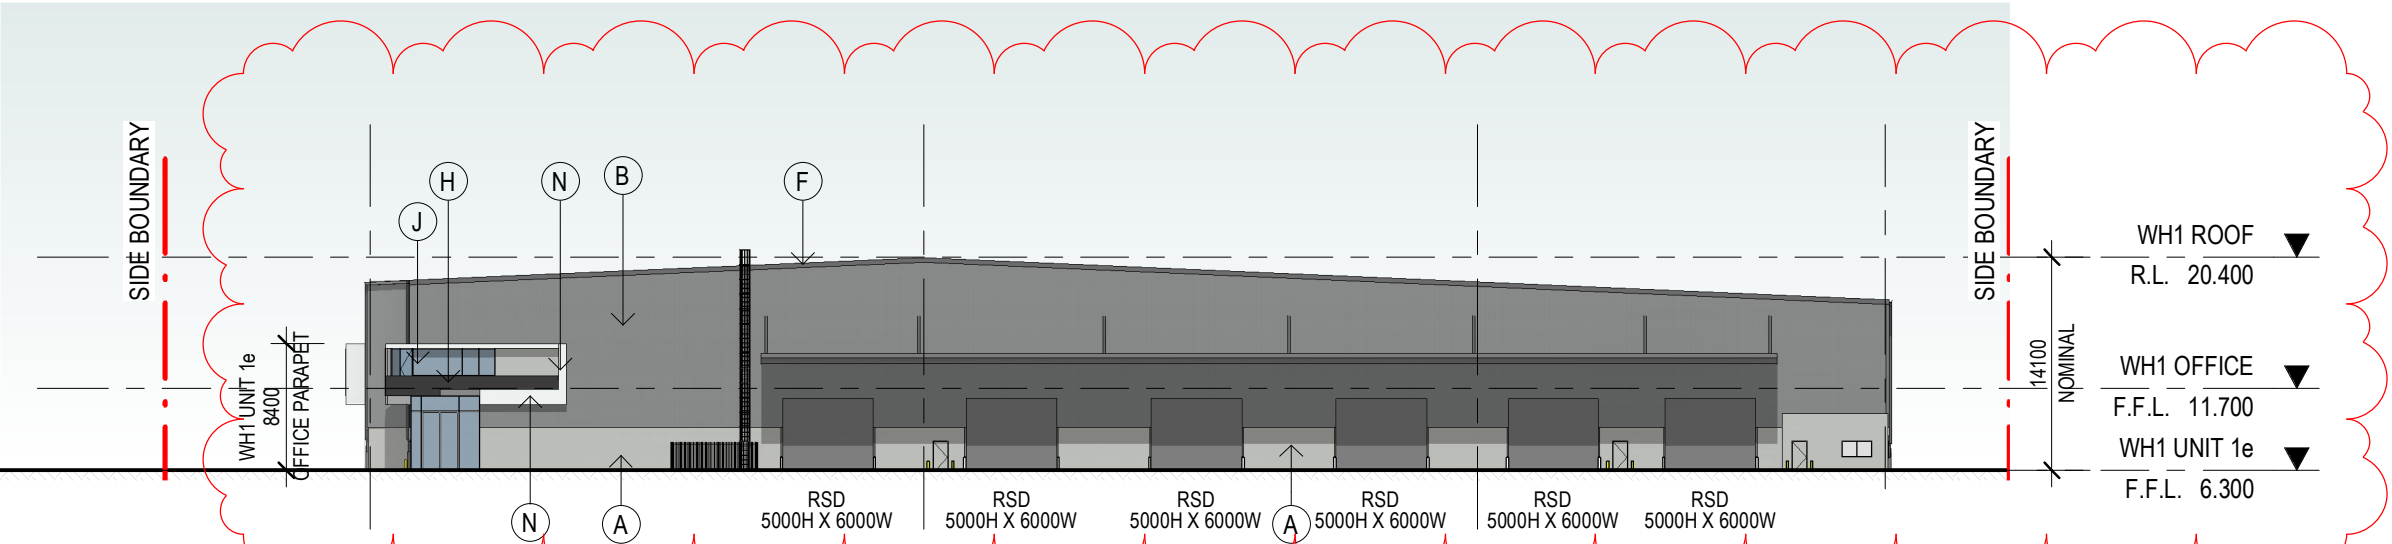 SIDE BOUNDARY
SIDE BOUNDARY
H
N
B
F
J
WH1 ROOF
R.L. 20.400
WH1 UNIT 1e
8400
OFFICE PARAPET
14100
NOMINAL
WH1 OFFICE
F.F.L. 11.700
WH1 UNIT 1e
F.F.L. 6.300
N
A
A
RSD
5000H X 6000W
RSD
5000H X 6000W
RSD
5000H X 6000W
RSD
5000H X 6000W
RSD
5000H X 6000W
RSD
5000H X 6000W